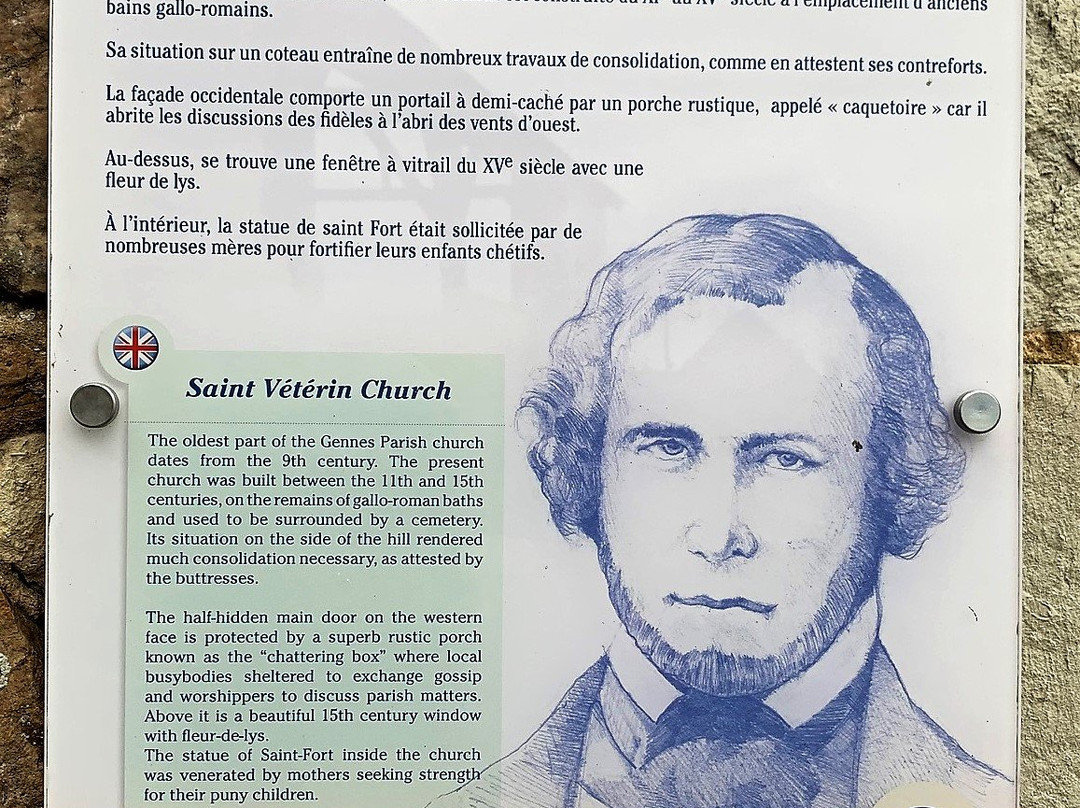 siècle à l'emplacement d'anciens
bains gallo-romains.
Sa situation sur un coteau entraîne de nombreux travaux de consolidation, comme en attestent ses contreforts.
La façade occidentale comporte un portail à demi-caché par un porche rustique, appelé « caquetoire » car il
abrite les discussions des fidèles à l'abri des vents d'ouest.
Au-dessus, se trouve une fenêtre à vitrail du XVe siècle avec une
fleur de lys.
À l'intérieur, la statue de saint Fort était sollicitée par de
nombreuses mères pour fortifier leurs enfants chétifs.
Saint Vétérin Church
The oldest part of the Gennes Parish church
dates from the 9th century. The present
church was built between the 11th and 15th
centuries, on the remains of gallo-roman baths
and used to be surrounded by a cemetery.
Its situation on the side of the hill rendered
much consolidation necessary, as attested by
the buttresses.
The half-hidden main door on the western
face is protected by a superb rustic porch
known as the “chattering box” where local
busybodies sheltered to exchange gossip
and worshippers to discuss parish matters.
Above it is a beautiful 15th century window
with fleur-de-lys.
The statue of Saint-Fort inside the church
was venerated by mothers seeking strength
for their puny children.